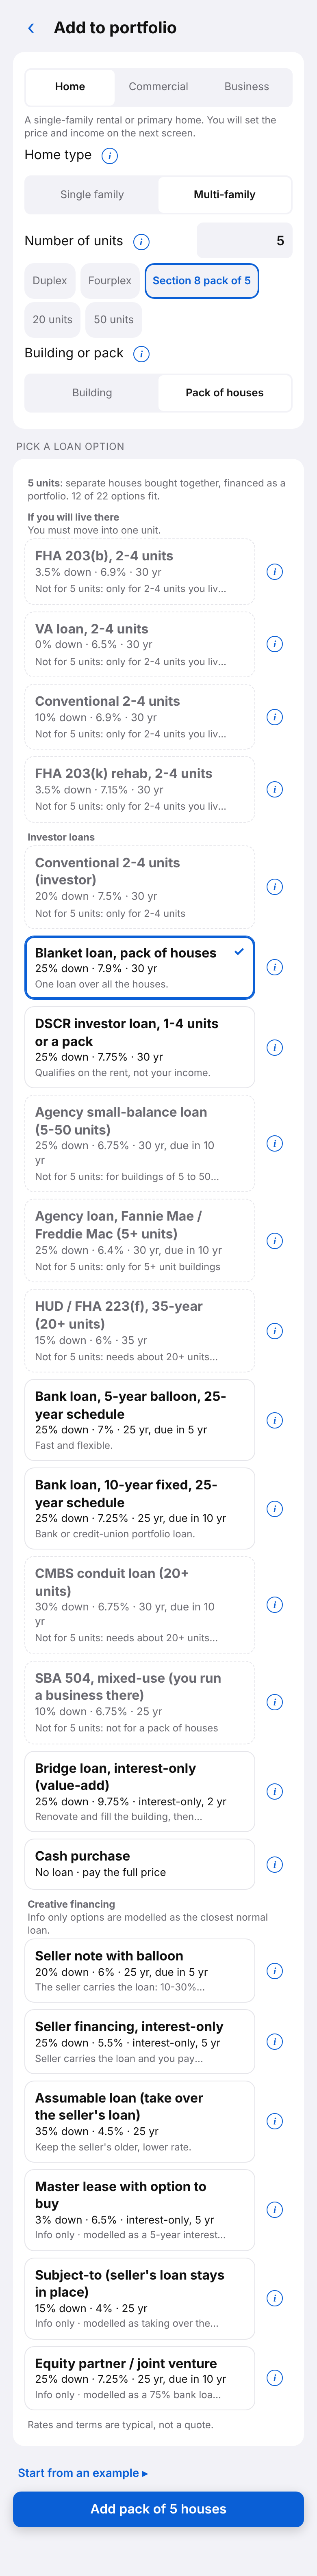 ‹ Add to portfolio
Home Commercial Business
A single-family rental or primary home. You will set the
price and income on the next screen.
Home type i
Single family Multi-family
Number of units i 5
Duplex Fourplex Section 8 pack of 5
20 units 50 units
Building or pack i
Building Pack of houses
PICK A LOAN OPTION
5 units: separate houses bought together, financed as a
portfolio. 12 of 22 options fit.
If you will live there
You must move into one unit.
FHA 203(b), 2-4 units
3.5% down · 6.9% · 30 yr
Not for 5 units: only for 2-4 units you liv…
i
VA loan, 2-4 units
0% down · 6.5% · 30 yr
Not for 5 units: only for 2-4 units you liv…
i
Conventional 2-4 units
10% down · 6.9% · 30 yr
Not for 5 units: only for 2-4 units you liv…
i
FHA 203(k) rehab, 2-4 units
3.5% down · 7.15% · 30 yr
Not for 5 units: only for 2-4 units you liv…
i
Investor loans
Conventional 2-4 units
(investor)
20% down · 7.5% · 30 yr
Not for 5 units: only for 2-4 units
i
Blanket loan, pack of houses ✓
25% down · 7.9% · 30 yr
One loan over all the houses.
i
DSCR investor loan, 1-4 units
or a pack
25% down · 7.75% · 30 yr
Qualifies on the rent, not your income.
i
Agency small-balance loan
(5-50 units)
25% down · 6.75% · 30 yr, due in 10
yr
Not for 5 units: for buildings of 5 to 50…
i
Agency loan, Fannie Mae /
Freddie Mac (5+ units)
25% down · 6.4% · 30 yr, due in 10 yr
Not for 5 units: only for 5+ unit buildings
i
HUD / FHA 223(f), 35-year
(20+ units)
15% down · 6% · 35 yr
Not for 5 units: needs about 20+ units…
i
Bank loan, 5-year balloon, 25-
year schedule
25% down · 7% · 25 yr, due in 5 yr
Fast and flexible.
i
Bank loan, 10-year fixed, 25-
year schedule
25% down · 7.25% · 25 yr, due in 10 yr
Bank or credit-union portfolio loan.
i
CMBS conduit loan (20+
units)
30% down · 6.75% · 30 yr, due in 10
yr
Not for 5 units: needs about 20+ units…
i
SBA 504, mixed-use (you run
a business there)
10% down · 6.75% · 25 yr
Not for 5 units: not for a pack of houses
i
Bridge loan, interest-only
(value-add)
25% down · 9.75% · interest-only, 2 yr
Renovate and fill the building, then…
i
Cash purchase
No loan · pay the full price
i
Creative financing
Info only options are modelled as the closest normal
loan.
Seller note with balloon
20% down · 6% · 25 yr, due in 5 yr
The seller carries the loan: 10-30%…
i
Seller financing, interest-only
25% down · 5.5% · interest-only, 5 yr
Seller carries the loan and you pay…
i
Assumable loan (take over
the seller's loan)
35% down · 4.5% · 25 yr
Keep the seller's older, lower rate.
i
Master lease with option to
buy
3% down · 6.5% · interest-only, 5 yr
Info only · modelled as a 5-year interest…
i
Subject-to (seller's loan stays
in place)
15% down · 4% · 25 yr
Info only · modelled as taking over the…
i
Equity partner / joint venture
25% down · 7.25% · 25 yr, due in 10 yr
Info only · modelled as a 75% bank loa…
i
Rates and terms are typical, not a quote.
Start from an example ▸
Add pack of 5 houses